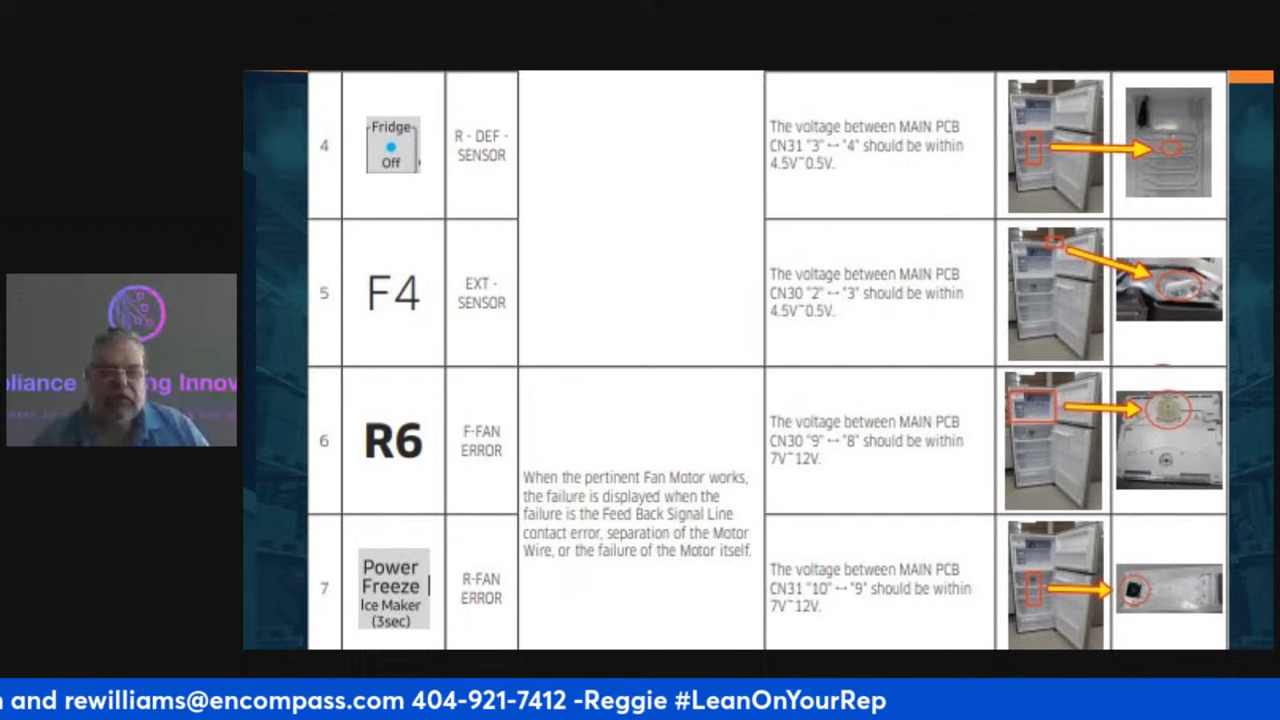 4
Fridge
Off
R - DEF -
SENSOR
The voltage between MAIN PCB
CN31 "3" ↔ "4" should be within
4.5V~0.5V.
5
F4
EXT -
SENSOR
The voltage between MAIN PCB
CN30 "2" ↔ "3" should be within
4.5V~0.5V.
6
R6
F-FAN
ERROR
The voltage between MAIN PCB
CN30 "9" ↔ "8" should be within
7V~12V.
When the pertinent Fan Motor works,
the failure is displayed when the
failure is the Feed Back Signal Line
contact error, separation of the Motor
Wire, or the failure of the Motor itself.
7
Power
Freeze
Ice Maker
(3sec)
R-FAN
ERROR
The voltage between MAIN PCB
CN31 "10" ↔ "9" should be within
7V~12V.
pliance ng Innov
and rewilliams@encompass.com 404-921-7412 -Reggie #LeanOnYourRep